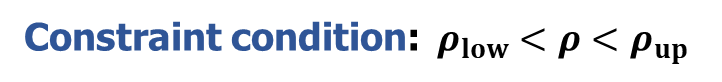 Constraint condition: ρlow < ρ < ρup